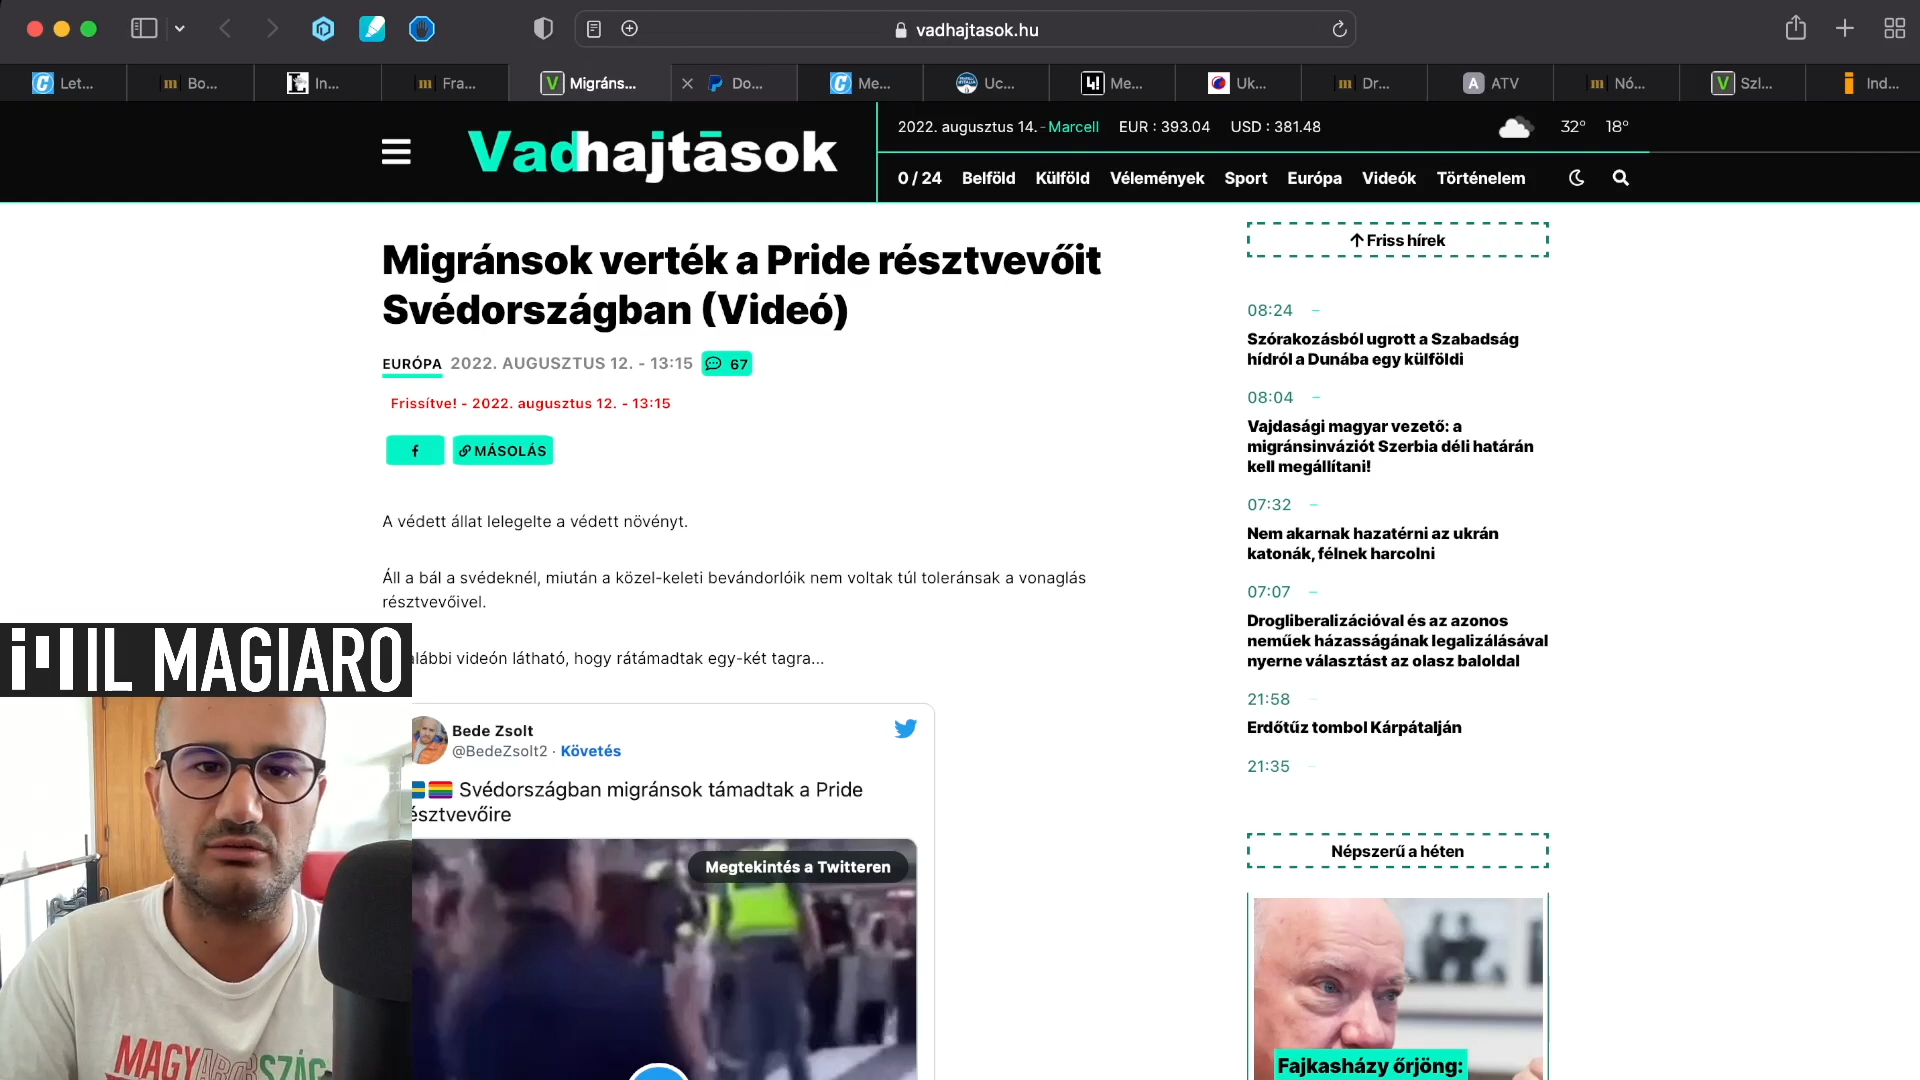 vadhajtasok.hu
Let...
Bo...
In...
Fra...
Migráns...
Do...
Me...
Uc...
Me...
Uk...
Dr...
ATV
Nó...
Szl...
Ind...
Vadhajtāsok
2022. augusztus 14. - Marcell EUR : 393.04 USD : 381.48 32° 18°
0 / 24 Belföld Külföld Vélemények Sport Európa Videók Történelem
Migránsok verték a Pride résztvevőit
Svédországban (Videó)
EURÓPA 2022. AUGUSZTUS 12. - 13:15 67
Frissítve! - 2022. augusztus 12. - 13:15
f MÁSOLÁS
A védett állat lelegelte a védett növényt.
Áll a bál a svédeknél, miután a közel-keleti bevándorlóik nem voltak túl toleránsak a vonaglás
résztvevőivel.
alábbi videón látható, hogy rátámadtak egy-két tagra...
Bede Zsolt
@BedeZsolt2 · Követés
Svédországban migránsok támadtak a Pride
észtvevőire
Megtekintés a Twitteren
IL MAGIARO
MAGYARORSZÁG
↑ Friss hírek
08:24 –
Szórakozásból ugrott a Szabadság
hídról a Dunába egy külföldi
08:04 –
Vajdasági magyar vezető: a
migránsinváziót Szerbia déli határán
kell megállítani!
07:32 –
Nem akarnak hazatérni az ukrán
katonák, félnek harcolni
07:07 –
Drogliberalizációval és az azonos
neműek házasságának legalizálásával
nyerne választást az olasz baloldal
21:58 –
Erdőtűz tombol Kárpátalján
21:35 –
Népszerű a héten
Fajkasházy őrjöng: